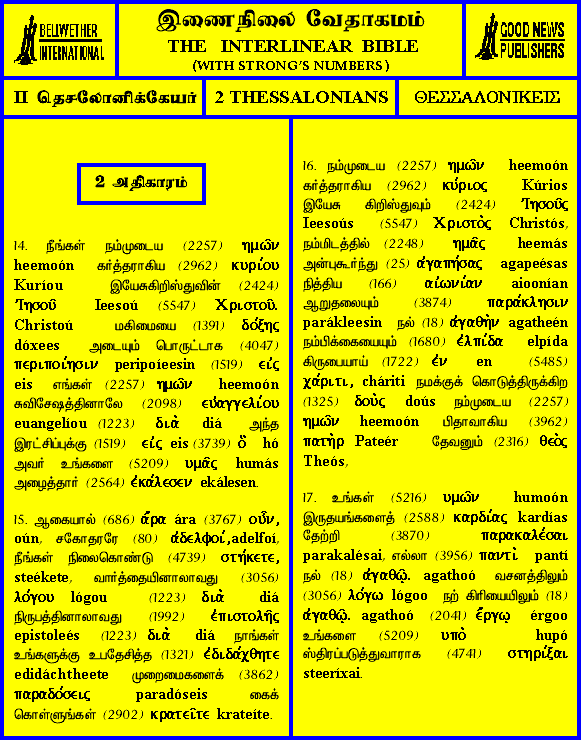 BELLWETHER
INTERNATIONAL
இணைநிலை வேதாகமம்
THE INTERLINEAR BIBLE
(WITH STRONG'S NUMBERS)
GOOD NEWS
PUBLISHERS
II தெசலோனிக்கேயர்
2 THESSALONIANS
ΘΕΣΣΑΛΟΝΙΚΕΙΣ
2 அதிகாரம்
14. நீங்கள் நம்முடைய (2257) ημω̃ν
heemoón கர்த்தராகிய (2962) κυρίου
Kuríou இயேசுகிறிஸ்துவின் (2424)
Ἰησοῦ Ieesoú (5547) Χριστοῦ.
Christoú மகிமையை (1391) δόξης
dóxees அடையும் பொருட்டாக (4047)
περιποίησιν peripoíeesin (1519) εἰς
eis எங்கள் (2257) ημω̃ν heemoón
சுவிசேஷத்தினாலே (2098) εὐαγγελίου
euangelíou (1223) διὰ diá அந்த
இரட்சிப்புக்கு (1519) εἰς eis (3739) ὃ hó
அவர் உங்களை (5209) υμᾶς humás
அழைத்தார் (2564) ἐκάλεσεν ekálesen.
15. ஆகையால் (686) ἄρα ára (3767) οὖν,
oún, சகோதரரே (80) ἀδελφοί,adelfoí,
நீங்கள் நிலைகொண்டு (4739) στήκετε,
steékete, வார்த்தையினாலாவது (3056)
λόγου lógou (1223) διὰ diá
நிருபத்தினாலாவது (1992) ἐπιστολῆς
epistoleés (1223) διὰ diá நாங்கள்
உங்களுக்கு உபதேசித்த (1321) ἐδιδάχθητε
edidáchtheete முறைமைகளைக் (3862)
παραδόσεις paradóseis கைக்
கொள்ளுங்கள் (2902) κρατεῖτε krateíte.
16. நம்முடைய (2257) ημω̃ν heemoón
கர்த்தராகிய (2962) κύριος Kúrios
இயேசு கிறிஸ்துவும் (2424) Ἰησοῦς
Ieesoús (5547) Χριστὸς Christós,
நம்மிடத்தில் (2248) ημᾶς heemás
அன்புகூர்ந்து (25) ἀγαπήσας agapeésas
நித்திய (166) αἰωνίαν aioonían
ஆறுதலையும் (3874) παράκλησιν
parákleesin நல் (18) ἀγαθὴν agatheén
நம்பிக்கையையும் (1680) ἐλπίδα elpída
கிருபையாய் (1722) ἐν en (5485)
χάριτι, cháriti நமக்குக் கொடுத்திருக்கிற
(1325) δοὺς doús நம்முடைய (2257)
ημω̃ν heemoón பிதாவாகிய (3962)
πατὴρ Pateér தேவனும் (2316) θεὸς
Theós,
17. உங்கள் (5216) υμω̃ν humoón
இருதயங்களைத் (2588) καρδίας kardías
தேற்றி (3870) παρακαλέσαι
parakalésai, எல்லா (3956) παντὶ pantí
நல் (18) ἀγαθῷ. agathoó வசனத்திலும்
(3056) λόγῳ lógoo நற் கிரியையிலும் (18)
ἀγαθῷ. agathoó (2041) ἔργῳ érgoo
உங்களை (5209) υπὸ hupó
ஸ்திரப்படுத்துவாராக (4741) στηρίξαι
steeríxai.